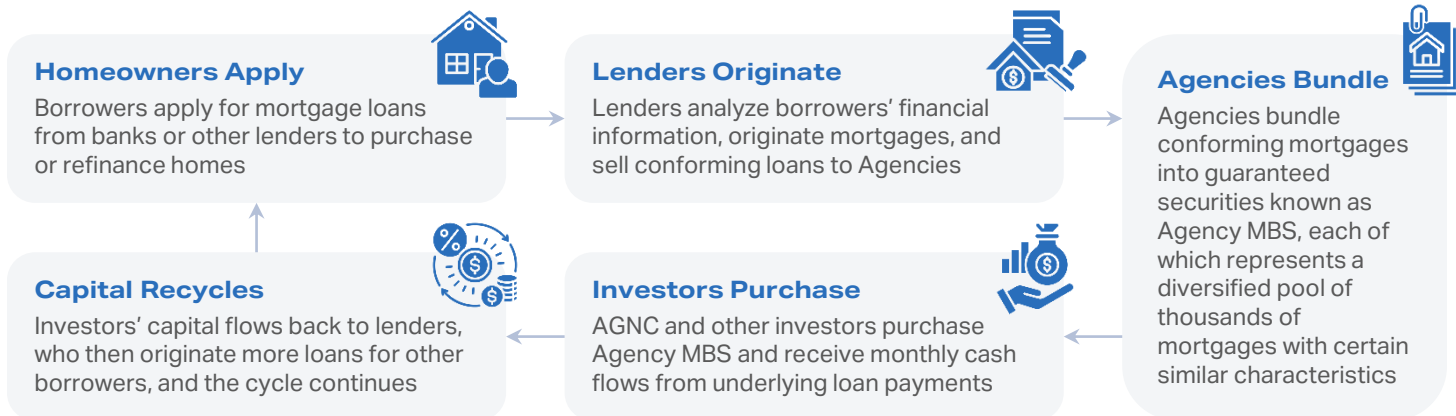 Homeowners Apply
Borrowers apply for mortgage loans
from banks or other lenders to purchase
or refinance homes
Lenders Originate
Lenders analyze borrowers’ financial
information, originate mortgages, and
sell conforming loans to Agencies
Agencies Bundle
Agencies bundle
conforming mortgages
into guaranteed
securities known as
Agency MBS, each of
which represents a
diversified pool of
thousands of
mortgages with certain
similar characteristics
Investors Purchase
AGNC and other investors purchase
Agency MBS and receive monthly cash
flows from underlying loan payments
Capital Recycles
Investors’ capital flows back to lenders,
who then originate more loans for other
borrowers, and the cycle continues